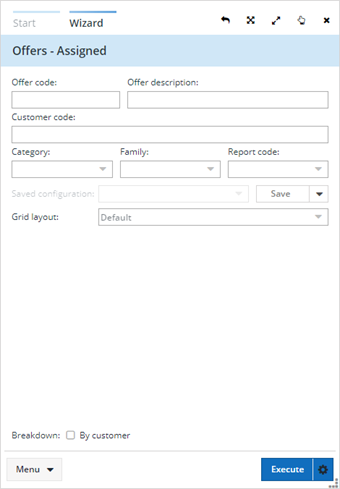 Start Wizard
Offers - Assigned
Offer code: Offer description:
Customer code:
Category: Family: Report code:
Saved configuration: Save
Grid layout: Default
Breakdown: By customer
Menu Execute